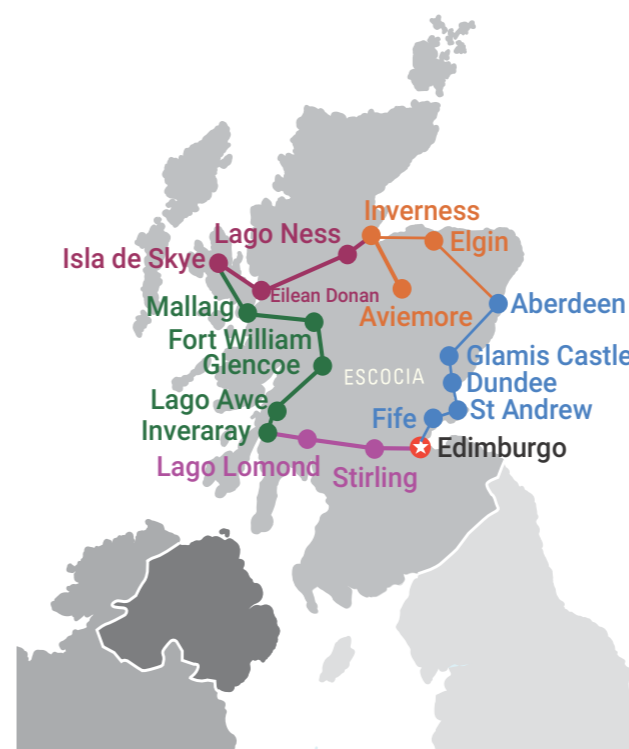 Inverness
Lago Ness
Elgin
Isla de Skye
Eilean Donan
Mallaig
Aviemore
Aberdeen
Fort William
Glencoe
Glamis Castle
ESCOCIA
Dundee
Lago Awe
St Andrew
Fife
Inveraray
Edimburgo
Lago Lomond
Stirling